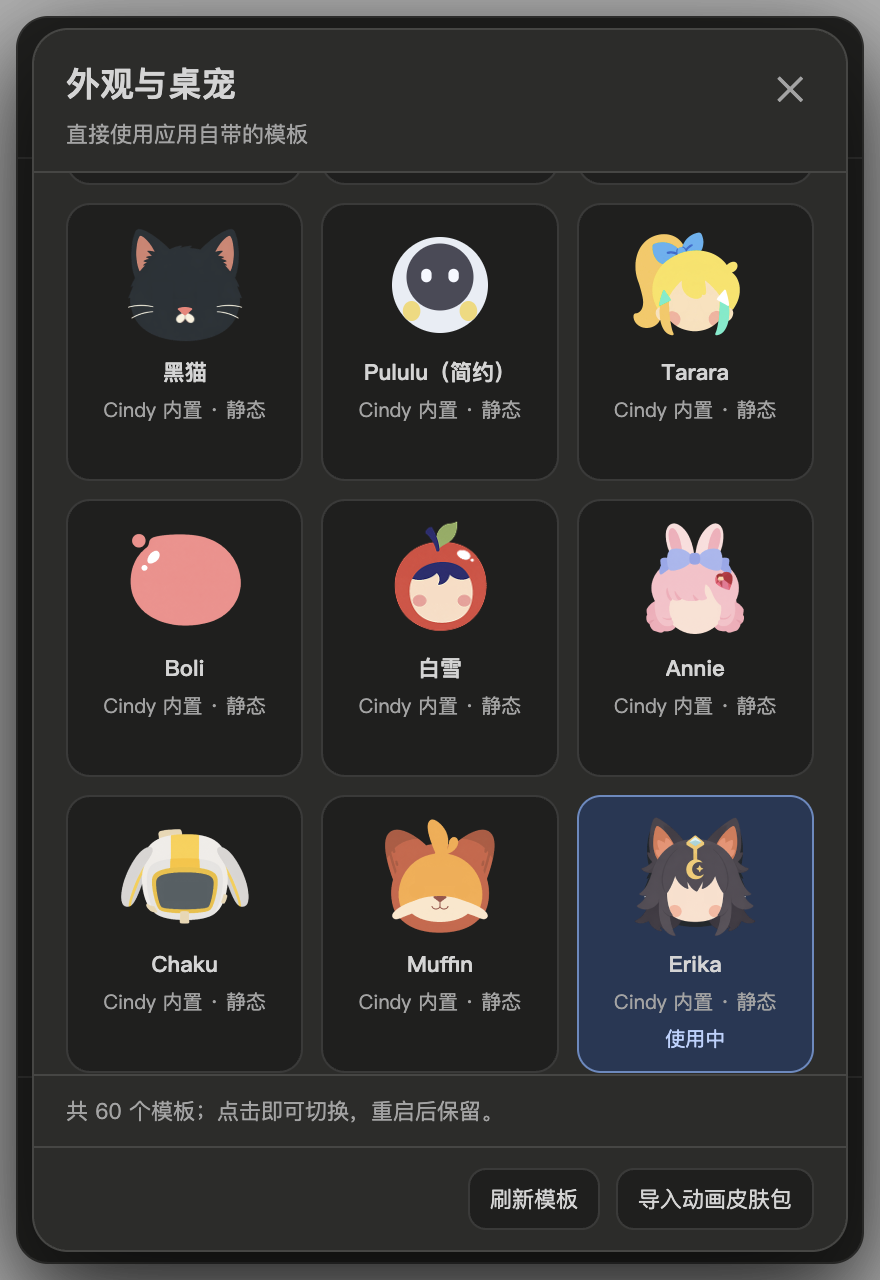 外观与桌宠
直接使用应用自带的模板
黑猫
Cindy 内置 · 静态
Pululu（简约）
Cindy 内置 · 静态
Tarara
Cindy 内置 · 静态
Boli
Cindy 内置 · 静态
白雪
Cindy 内置 · 静态
Annie
Cindy 内置 · 静态
Chaku
Cindy 内置 · 静态
Muffin
Cindy 内置 · 静态
Erika
Cindy 内置 · 静态
使用中
共 60 个模板；点击即可切换，重启后保留。
刷新模板
导入动画皮肤包